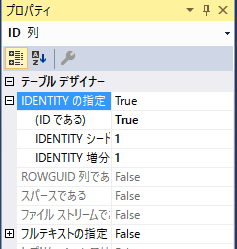 プロパティ
ID 列
テーブル デザイナー
IDENTITY の指定 True
(ID である) True
IDENTITY シード 1
IDENTITY 増分 1
ROWGUID 列であ False
スパースである False
ファイル ストリームで False
フルテキストの指定 False
False